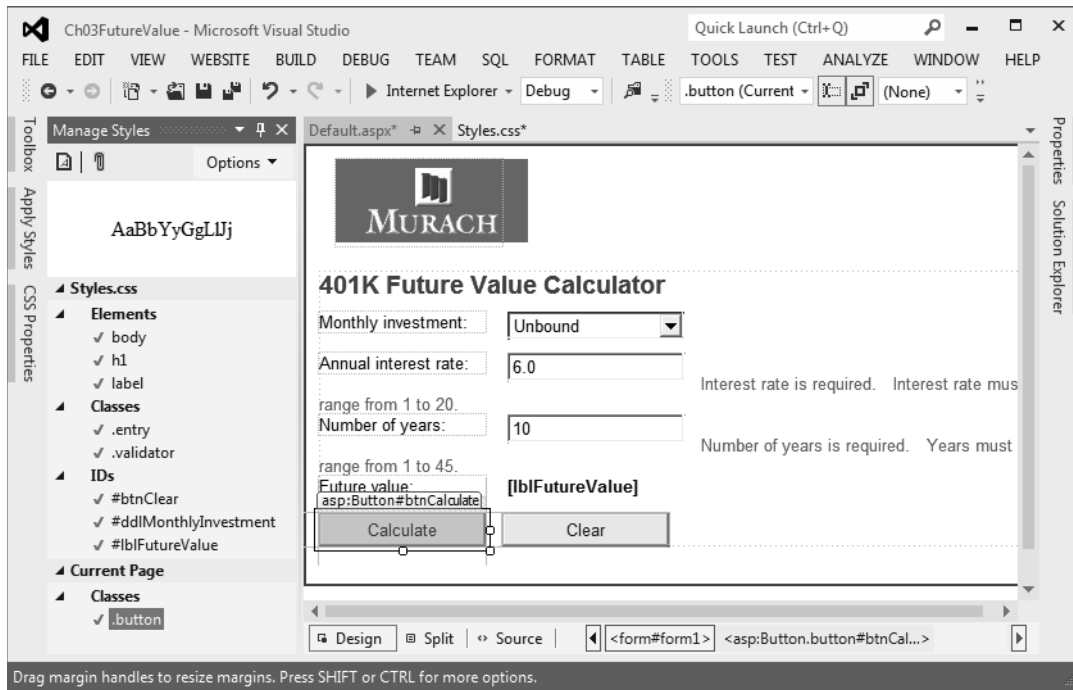 Ch03FutureValue - Microsoft Visual Studio
Quick Launch (Ctrl+Q)
FILE EDIT VIEW WEBSITE BUILD DEBUG TEAM SQL FORMAT TABLE TOOLS TEST ANALYZE WINDOW HELP
Internet Explorer Debug .button (Current (None)
Toolbox
Apply Styles
CSS Properties
Manage Styles
Options
AaBbYyGgLlJj
Styles.css
Elements
body
h1
label
Classes
.entry
.validator
IDs
#btnClear
#ddlMonthlyInvestment
#lblFutureValue
Current Page
Classes
.button
Default.aspx* Styles.css*
MURACH
401K Future Value Calculator
Monthly investment: Unbound
Annual interest rate: 6.0
Interest rate is required. Interest rate mus
range from 1 to 20.
Number of years: 10
Number of years is required. Years must
range from 1 to 45.
Future value: [lblFutureValue]
asp:Button#btnCalculate
Calculate Clear
Design Split Source <form#form1> <asp:Button.button#btnCal...>
Properties
Solution Explorer
Drag margin handles to resize margins. Press SHIFT or CTRL for more options.